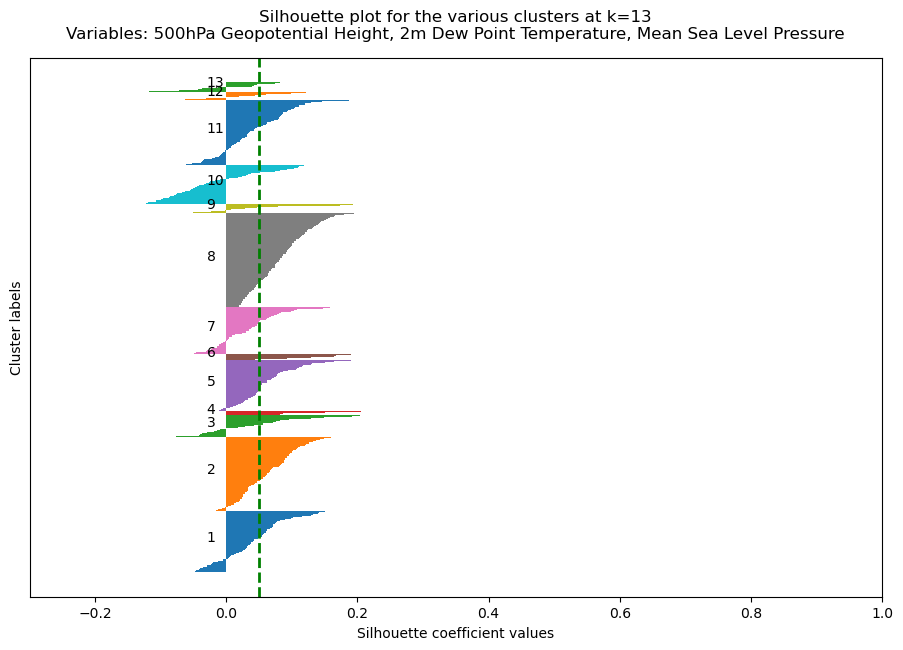 Silhouette plot for the various clusters at k=13
Variables: 500hPa Geopotential Height, 2m Dew Point Temperature, Mean Sea Level Pressure
13
12
11
10
9
8
7
6
5
4
3
2
1
Cluster labels
−0.2 0.0 0.2 0.4 0.6 0.8 1.0
Silhouette coefficient values